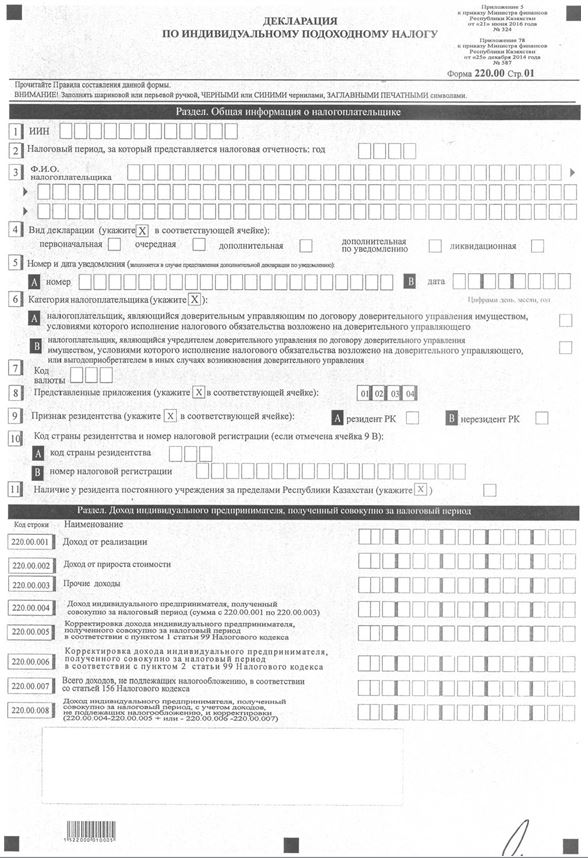 Приложение 5
к приказу Министра финансов
Республики Казахстан
от «21» июня 2016 года
№ 324
Приложение 78
к приказу Министра финансов
Республики Казахстан
от «25» декабря 2014 года
№ 587
ДЕКЛАРАЦИЯ
ПО ИНДИВИДУАЛЬНОМУ ПОДОХОДНОМУ НАЛОГУ
Форма 220.00 Стр. 01
Прочитайте Правила составления данной формы.
ВНИМАНИЕ! Заполнять шариковой или перьевой ручкой, ЧЕРНЫМИ или СИНИМИ чернилами, ЗАГЛАВНЫМИ ПЕЧАТНЫМИ символами.
Раздел. Общая информация о налогоплательщике
1 ИИН
2 Налоговый период, за который представляется налоговая отчетность: год
3 Ф.И.О.
налогоплательщика
4 Вид декларации (укажите X в соответствующей ячейке):
первоначальная очередная дополнительная дополнительная по уведомлению ликвидационная
5 Номер и дата уведомления (заполняется в случае представления дополнительной декларации по уведомлению):
A номер B дата
Цифрами день, месяц, год
6 Категория налогоплательщика (укажите X ):
A налогоплательщик, являющийся доверительным управляющим по договору доверительного управления имуществом,
условиями которого исполнение налогового обязательства возложено на доверительного управляющего
B налогоплательщик, являющийся учредителем доверительного управления по договору доверительного управления
имуществом, условиями которого исполнение налогового обязательства возложено на доверительного управляющего,
или выгодоприобретателем в иных случаях возникновения доверительного управления
7 Код
валюты
8 Представленные приложения (укажите X в соответствующей ячейке): 01 02 03 04
9 Признак резидентства (укажите X в соответствующей ячейке): A резидент РК B нерезидент РК
10 Код страны резидентства и номер налоговой регистрации (если отмечена ячейка 9 В):
A код страны резидентства
B номер налоговой регистрации
11 Наличие у резидента постоянного учреждения за пределами Республики Казахстан (укажите X )
Раздел. Доход индивидуального предпринимателя, полученный совокупно за налоговый период
Код строки Наименование
220.00.001 Доход от реализации
220.00.002 Доход от прироста стоимости
220.00.003 Прочие доходы
220.00.004 Доход индивидуального предпринимателя, полученный
совокупно за налоговый период (сумма с 220.00.001 по 220.00.003)
220.00.005 Корректировка дохода индивидуального предпринимателя,
полученного совокупно за налоговый период
в соответствии с пунктом 1 статьи 99 Налогового кодекса
220.00.006 Корректировка дохода индивидуального предпринимателя,
полученного совокупно за налоговый период
в соответствии с пунктом 2 статьи 99 Налогового кодекса
220.00.007 Всего доходов, не подлежащих налогообложению, в соответствии
со статьей 156 Налогового кодекса
220.00.008 Доход индивидуального предпринимателя, полученный
совокупно за налоговый период, с учетом доходов,
не подлежащих налогообложению, и корректировки
(220.00.004-220.00.005 + или - 220.00.006 -220.00.007)